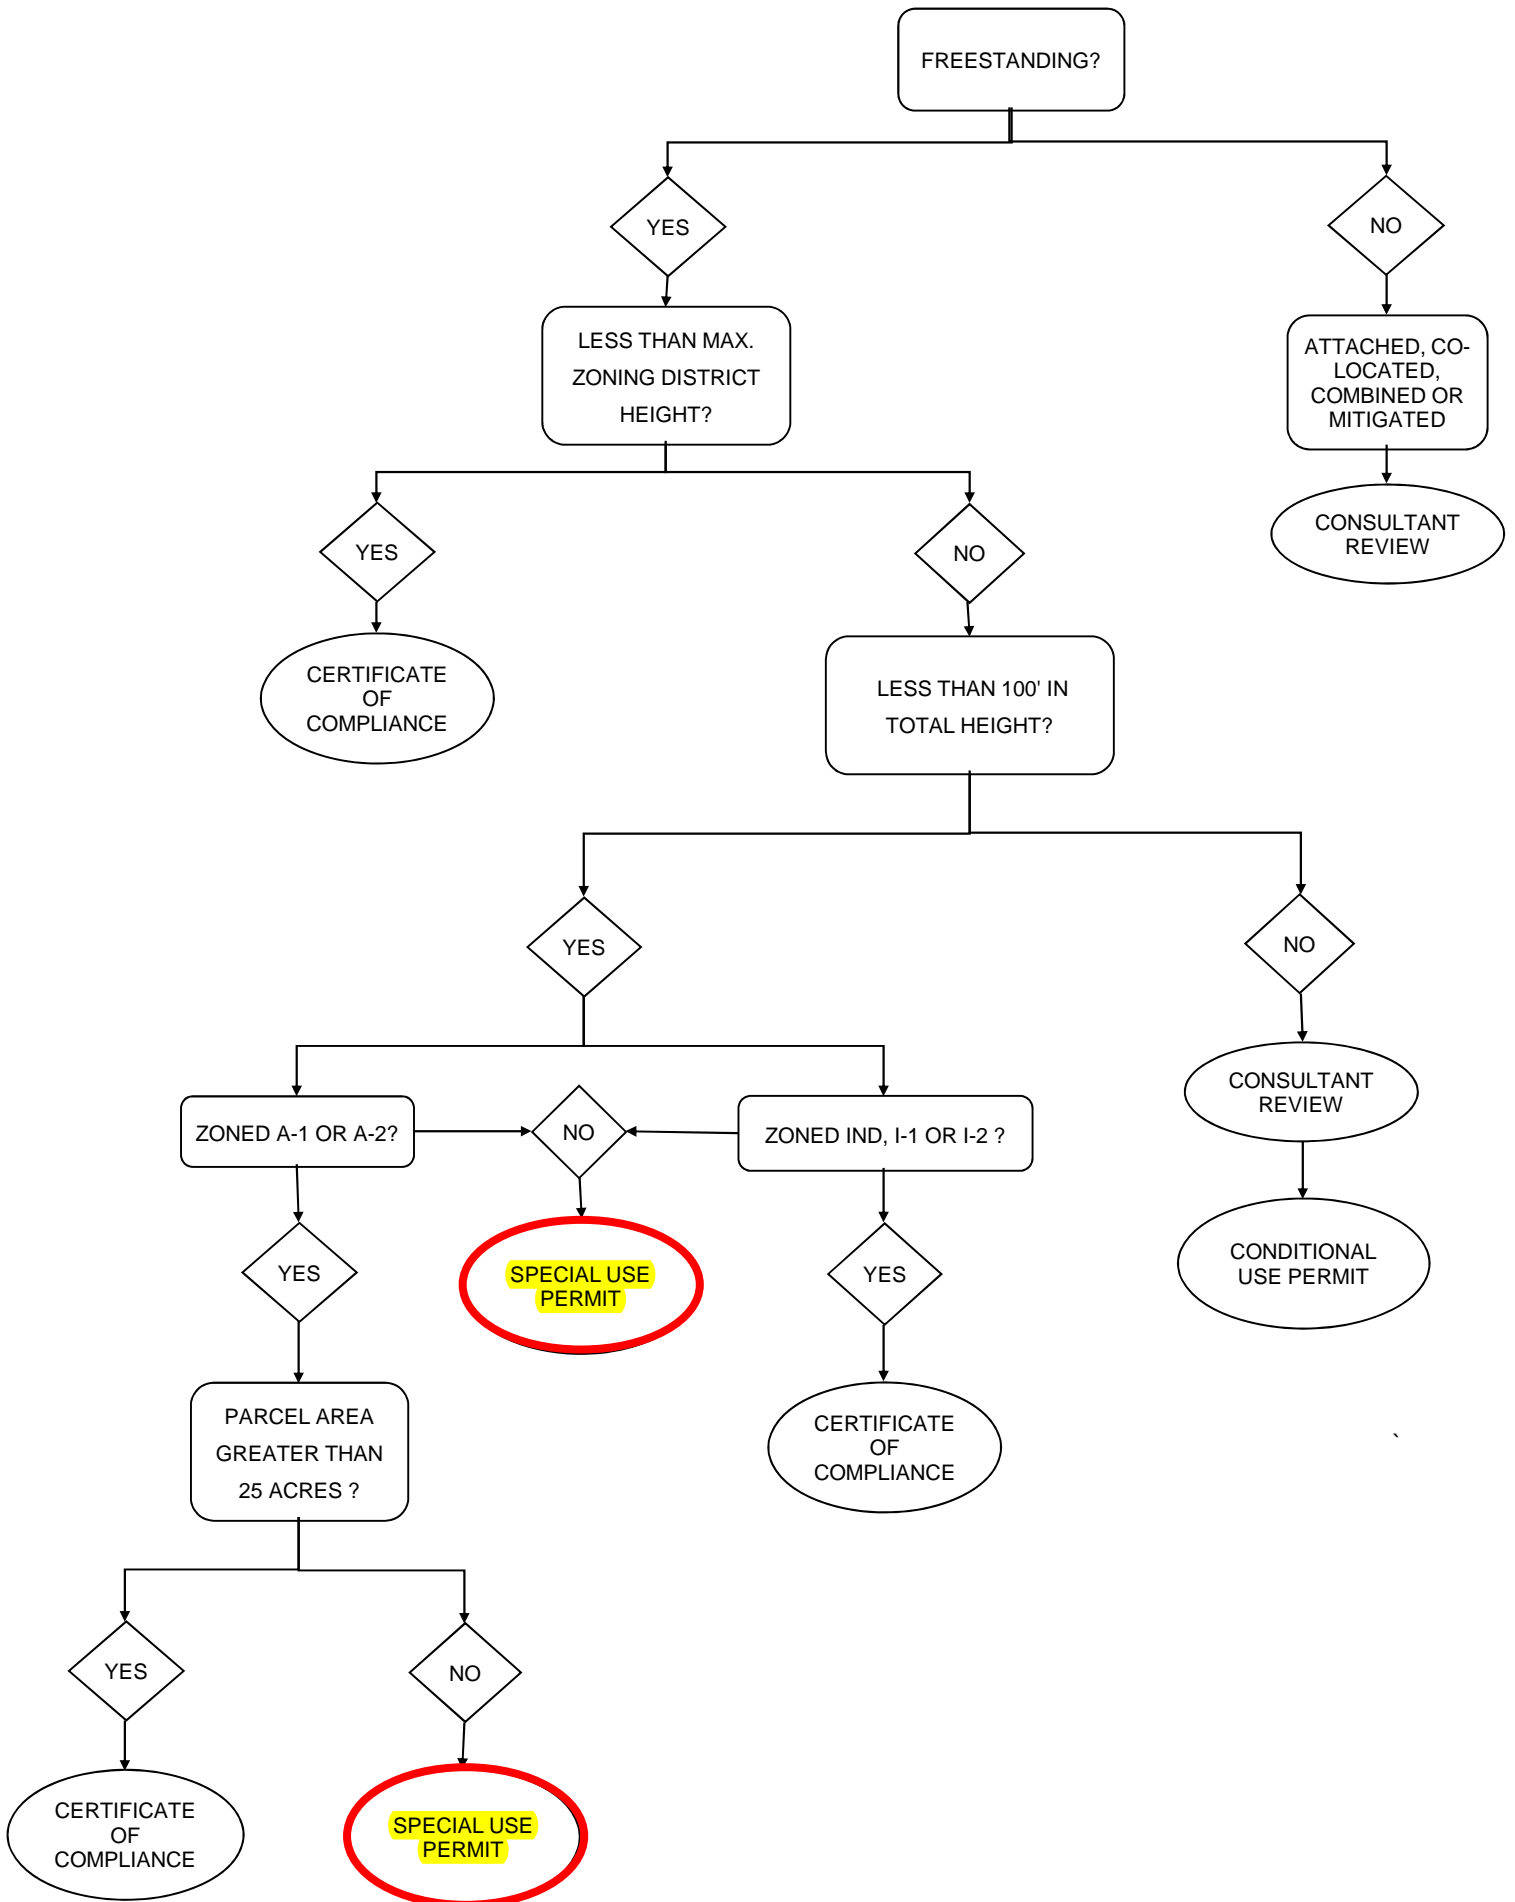 FREESTANDING?
YES
NO
LESS THAN MAX.
ZONING DISTRICT
HEIGHT?
ATTACHED, CO-
LOCATED,
COMBINED OR
MITIGATED
CONSULTANT
REVIEW
YES
NO
CERTIFICATE
OF
COMPLIANCE
LESS THAN 100' IN
TOTAL HEIGHT?
YES
NO
CONSULTANT
REVIEW
ZONED A-1 OR A-2?
NO
ZONED IND, I-1 OR I-2 ?
CONDITIONAL
USE PERMIT
YES
SPECIAL USE
PERMIT
YES
PARCEL AREA
GREATER THAN
25 ACRES ?
CERTIFICATE
OF
COMPLIANCE
`
YES
NO
CERTIFICATE
OF
COMPLIANCE
SPECIAL USE
PERMIT